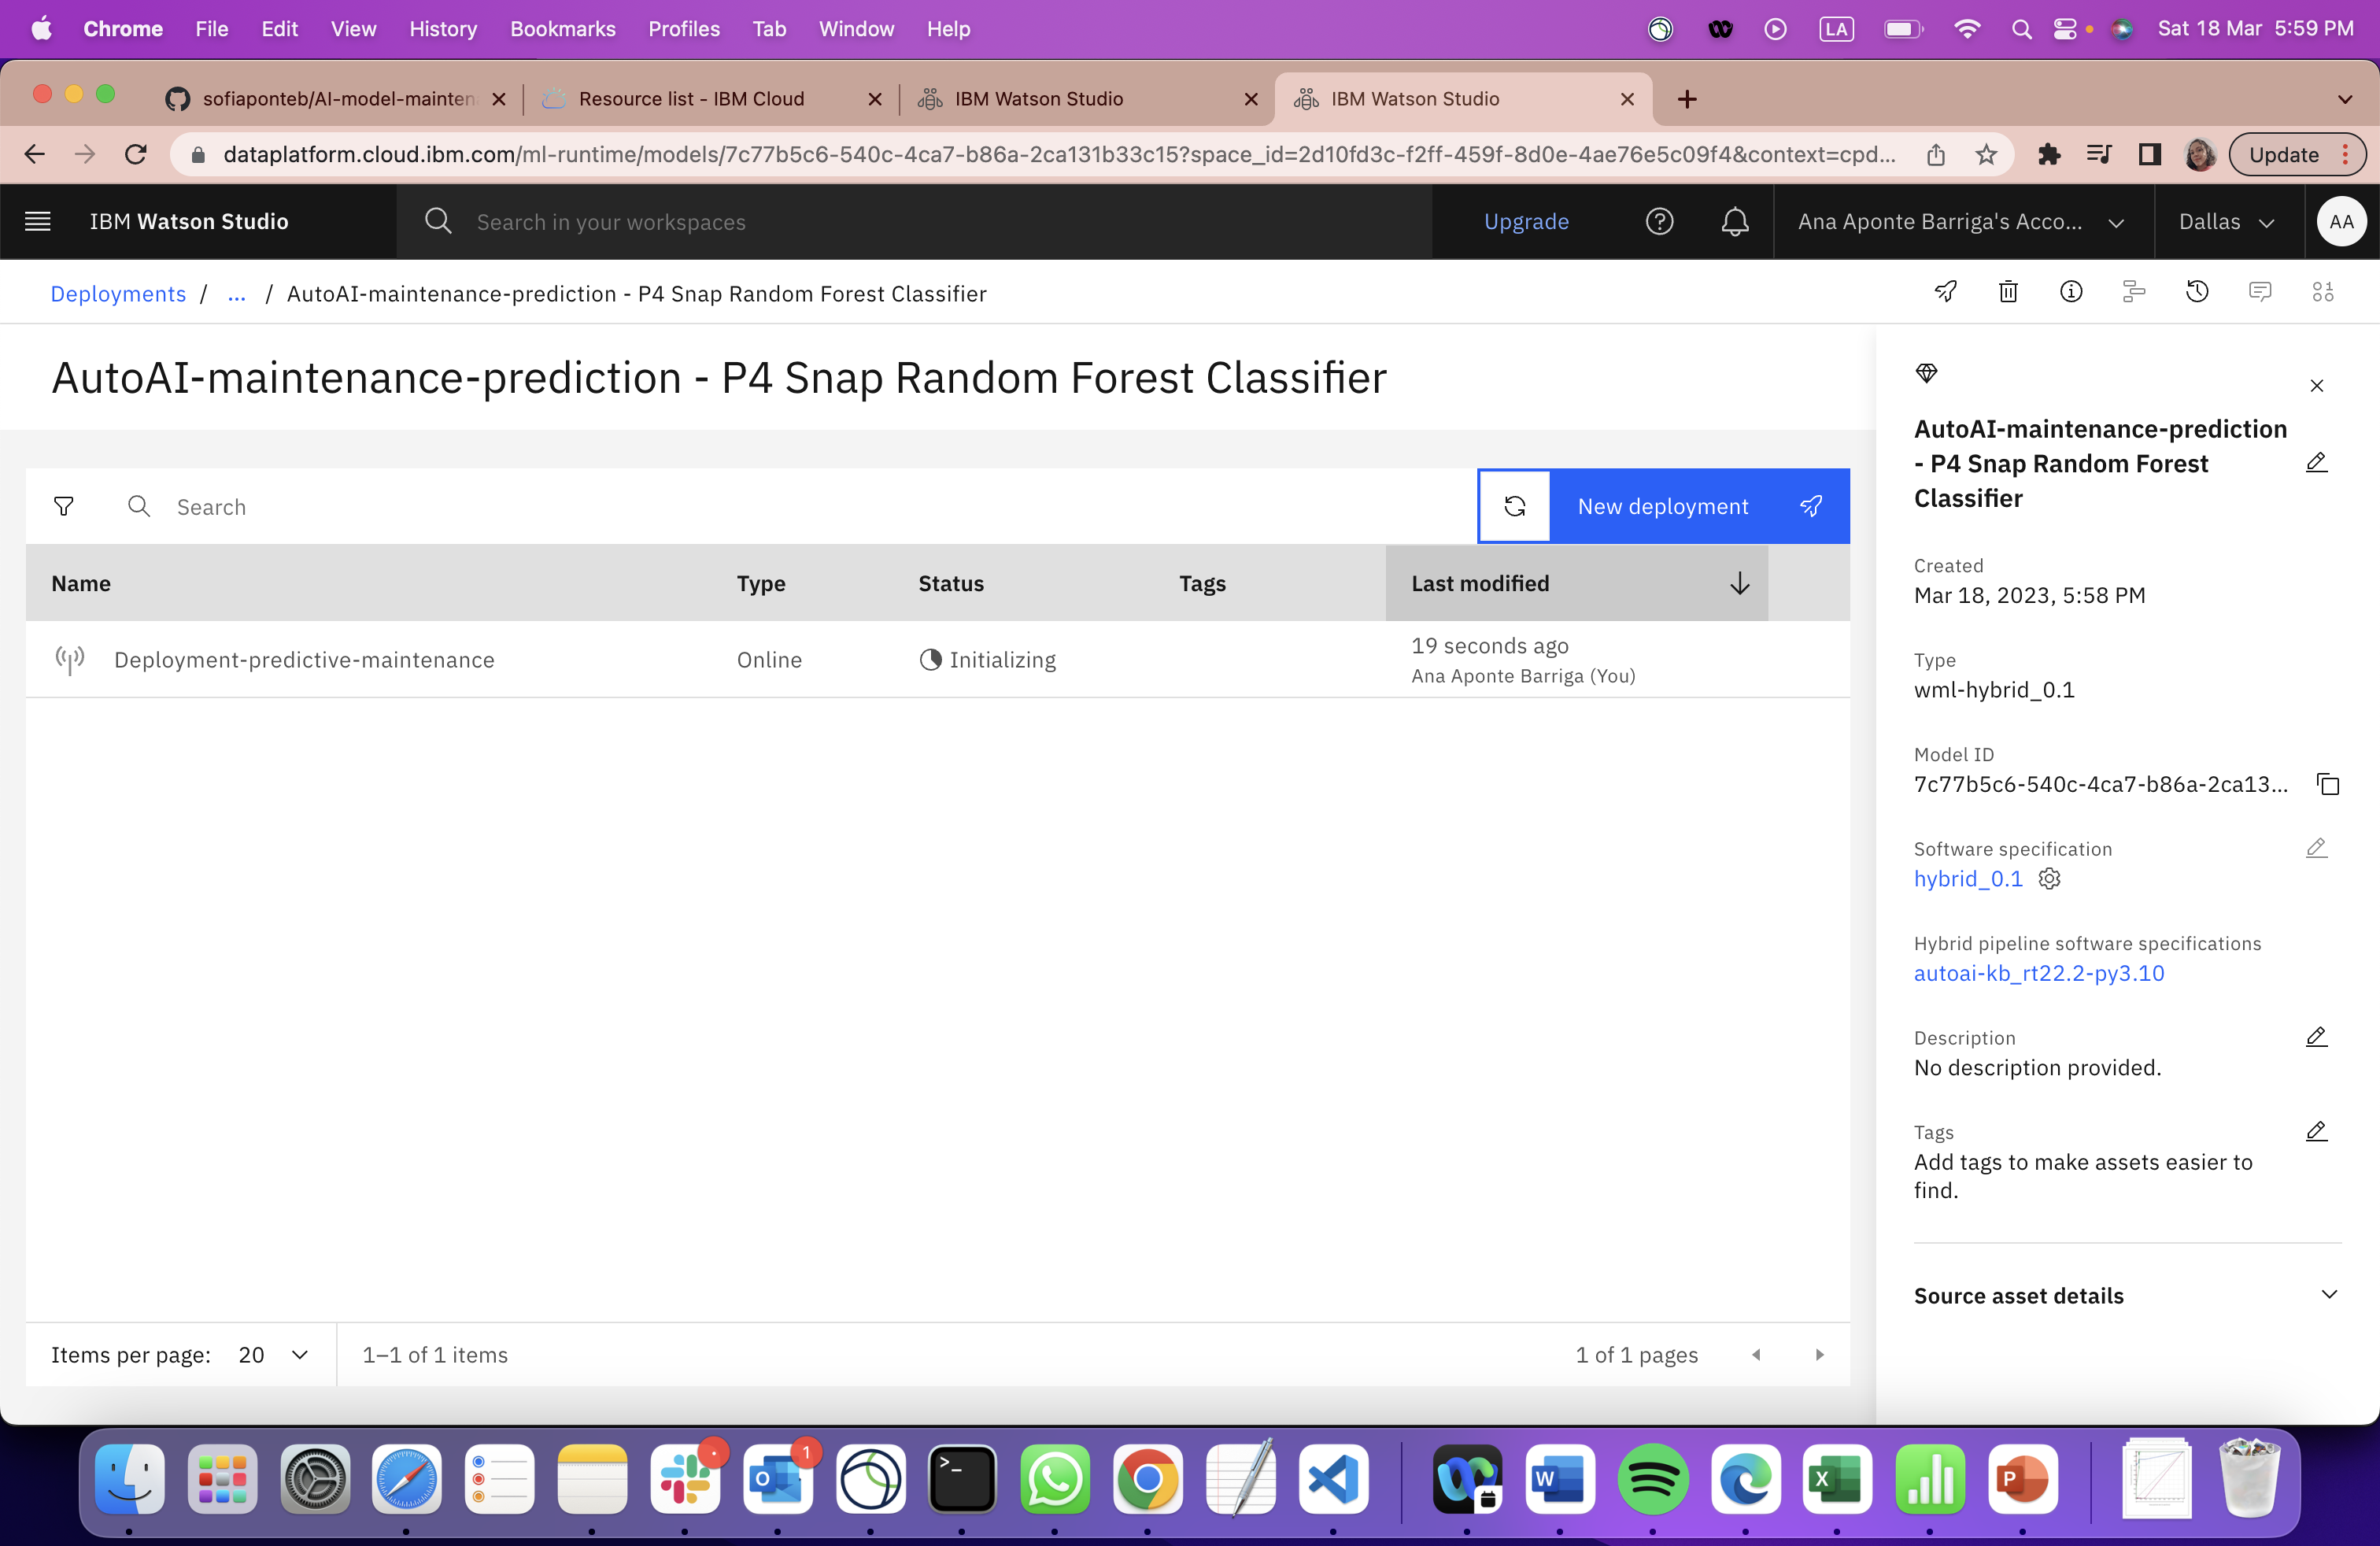 Chrome File Edit View History Bookmarks Profiles Tab Window Help LA Sat 18 Mar 5:59 PM
sofiaponteb/AI-model-mainten Resource list - IBM Cloud IBM Watson Studio IBM Watson Studio
dataplatform.cloud.ibm.com/ml-runtime/models/7c77b5c6-540c-4ca7-b86a-2ca131b33c15?space_id=2d10fd3c-f2ff-459f-8d0e-4ae76e5c09f4&context=cpd... Update
IBM Watson Studio Search in your workspaces Upgrade Ana Aponte Barriga's Acco... Dallas AA
Deployments / ... / AutoAI-maintenance-prediction - P4 Snap Random Forest Classifier
AutoAI-maintenance-prediction - P4 Snap Random Forest Classifier
Search New deployment
Name Type Status Tags Last modified
Deployment-predictive-maintenance Online Initializing 19 seconds ago
Ana Aponte Barriga (You)
Items per page: 20 1–1 of 1 items 1 of 1 pages
AutoAI-maintenance-prediction
- P4 Snap Random Forest
Classifier
Created
Mar 18, 2023, 5:58 PM
Type
wml-hybrid_0.1
Model ID
7c77b5c6-540c-4ca7-b86a-2ca13...
Software specification
hybrid_0.1
Hybrid pipeline software specifications
autoai-kb_rt22.2-py3.10
Description
No description provided.
Tags
Add tags to make assets easier to
find.
Source asset details
1